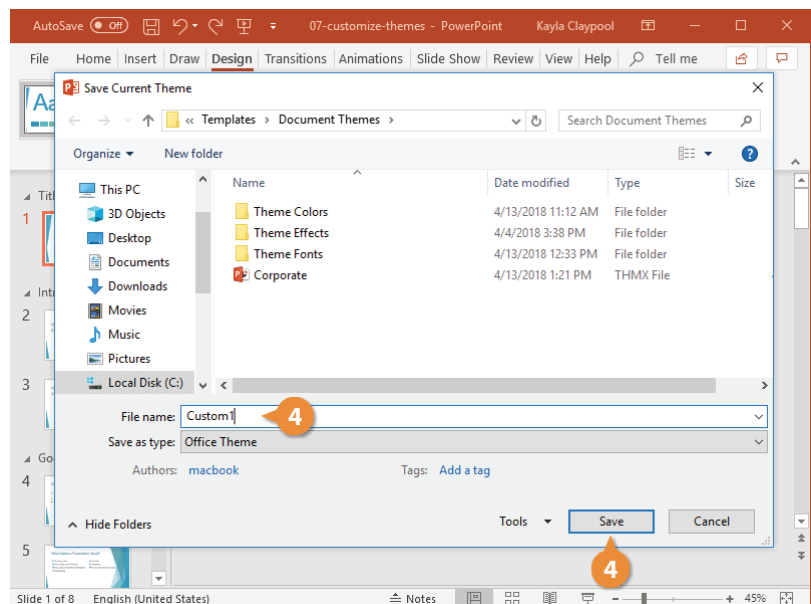 AutoSave Off 07-customize-themes - PowerPoint Kayla Claypool
File Home Insert Draw Design Transitions Animations Slide Show Review View Help Tell me
Save Current Theme
« Templates > Document Themes > Search Document Themes
Organize New folder
This PC
3D Objects
Desktop
Documents
Downloads
Movies
Music
Pictures
Local Disk (C:)
Name Date modified Type Size
Theme Colors 4/13/2018 11:12 AM File folder
Theme Effects 4/4/2018 3:38 PM File folder
Theme Fonts 4/13/2018 12:33 PM File folder
Corporate 4/13/2018 1:21 PM THMX File
File name: Custom1 4
Save as type: Office Theme
Authors: macbook Tags: Add a tag
Hide Folders Tools Save Cancel
4
Aa
Titl
1
Intr
2
3
Go
4
5
Slide 1 of 8 English (United States) Notes 45%